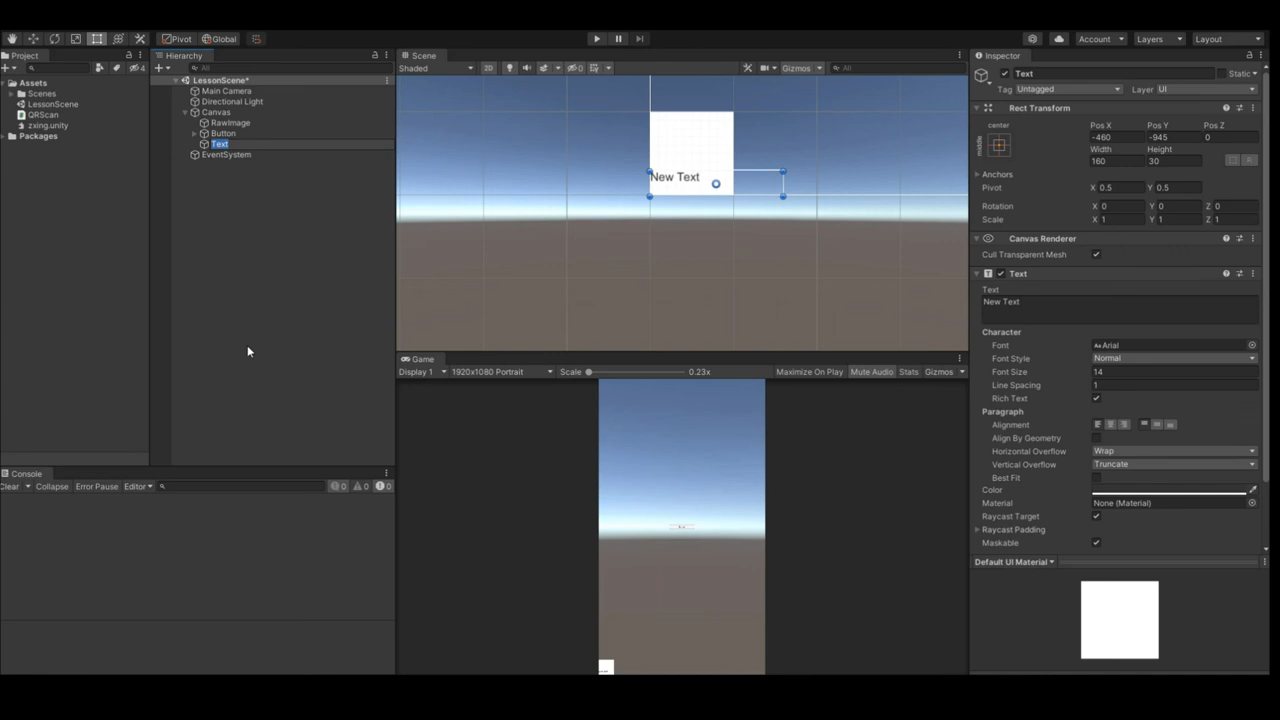 Pivot Global Account Layers Layout
Project Hierarchy Scene Inspector
All Shaded 2D 0 Gizmos All Text Static
4
Tag Untagged Layer UI
Assets
Scenes
LessonScene
QRScan
zxing.unity
Packages
LessonScene*
Main Camera
Directional Light
Canvas
RawImage
Button
Text
EventSystem
New Text
Rect Transform
center
middle
Pos X Pos Y Pos Z
-460 -945 0
Width Height
160 30
Anchors
Pivot X 0.5 Y 0.5
Rotation X 0 Y 0 Z 0
Scale X 1 Y 1 Z 1
Canvas Renderer
Cull Transparent Mesh
Text
Text
New Text
Character
Font Arial
Font Style Normal
Font Size 14
Line Spacing 1
Rich Text
Paragraph
Alignment
Align By Geometry
Horizontal Overflow Wrap
Vertical Overflow Truncate
Best Fit
Color
Material None (Material)
Raycast Target
Raycast Padding
Maskable
Default UI Material
Game
Display 1 1920x1080 Portrait Scale 0.23x Maximize On Play Mute Audio Stats Gizmos
Console
Clear Collapse Error Pause Editor 0 0 0